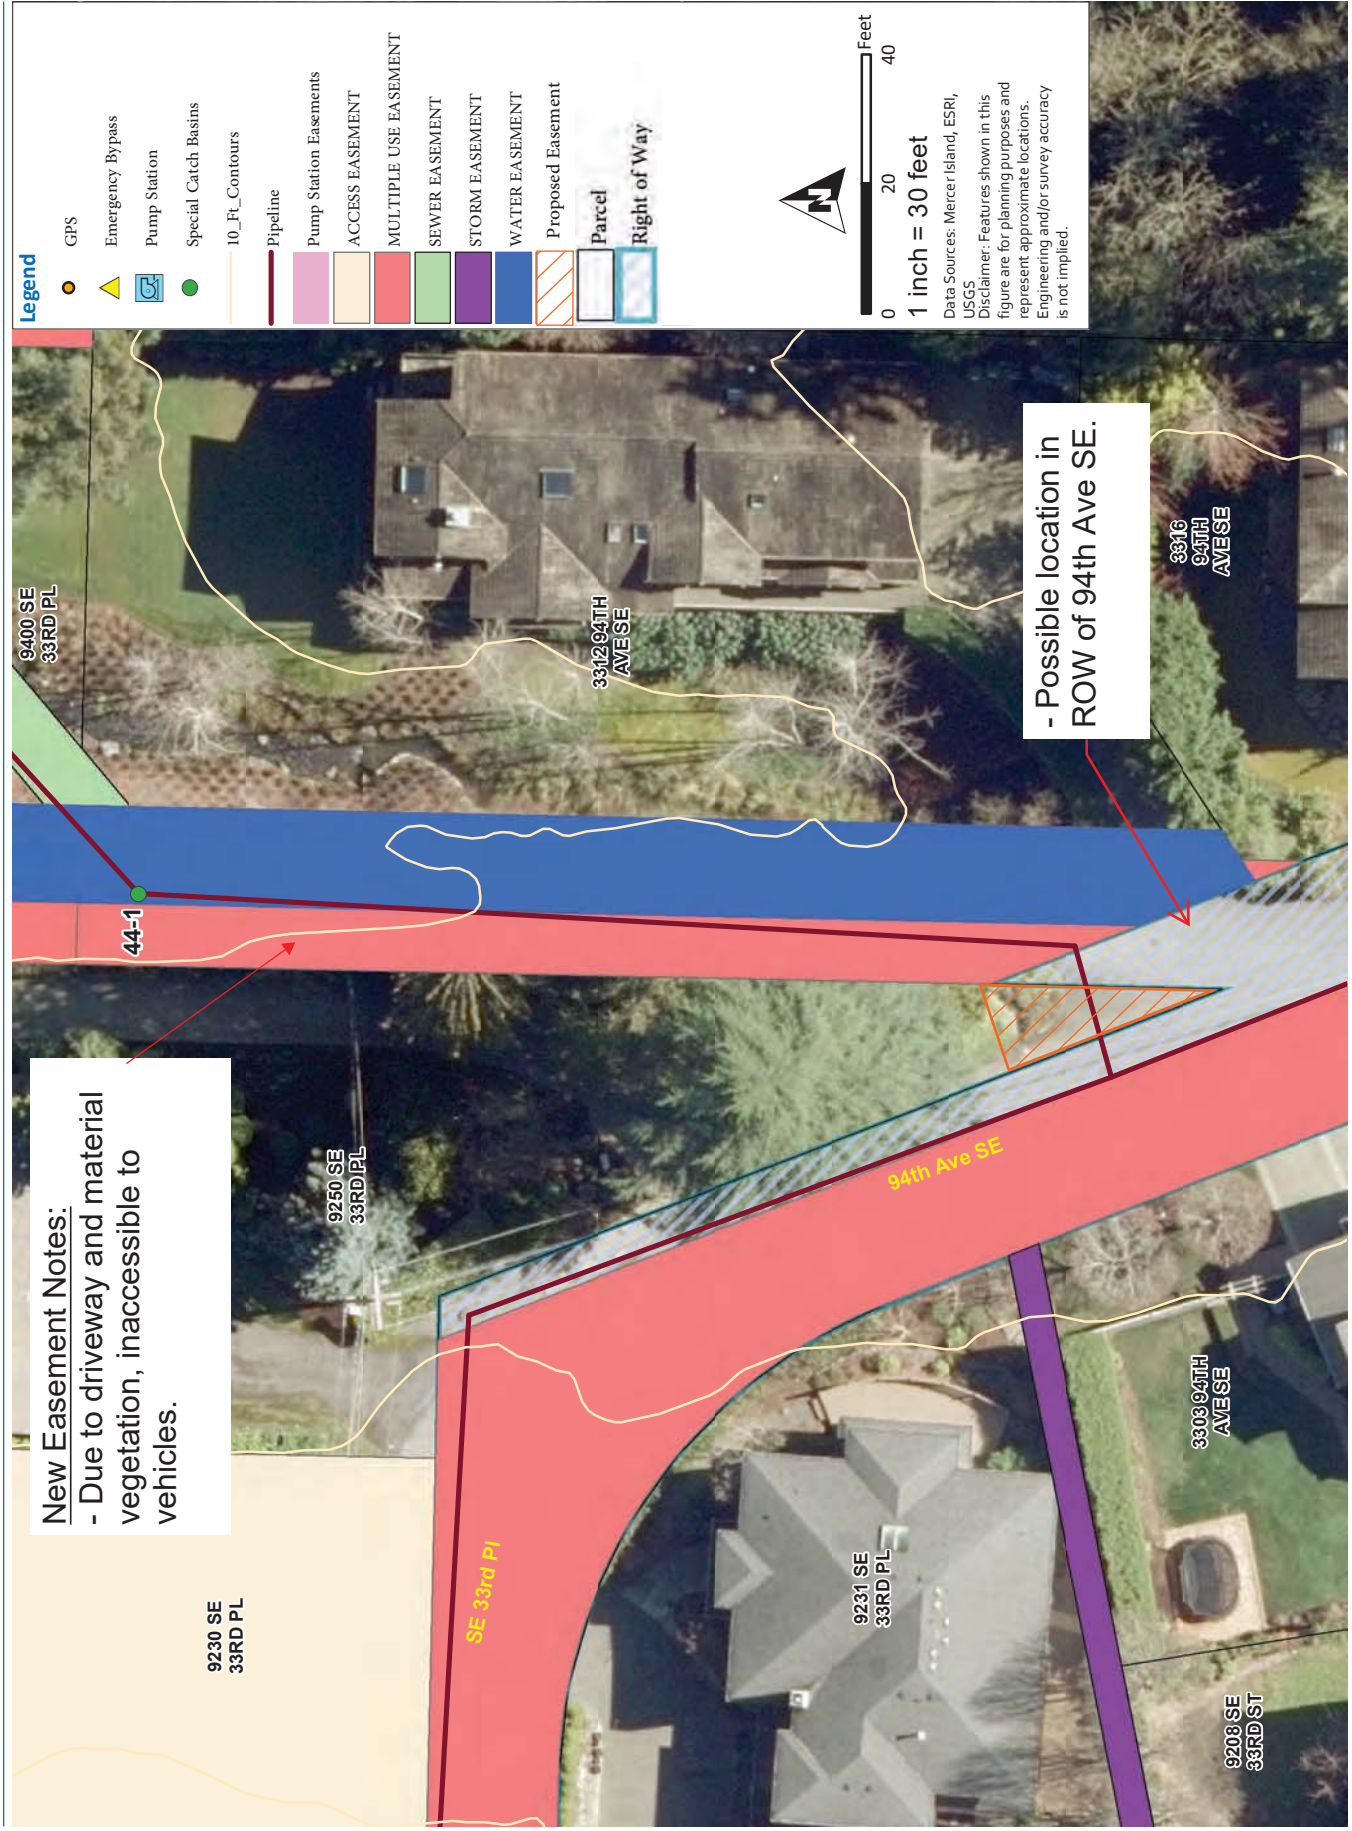 Legend
GPS
Emergency Bypass
Pump Station
Special Catch Basins
10_Ft_Contours
Pipeline
Pump Station Easements
ACCESS EASEMENT
MULTIPLE USE EASEMENT
SEWER EASEMENT
STORM EASEMENT
WATER EASEMENT
Proposed Easement
Parcel
Right of Way
N
0
20
40
Feet
1 inch = 30 feet
Data Sources: Mercer Island, ESRI,
USGS
Disclaimer: Features shown in this
figure are for planning purposes and
represent approximate locations.
Engineering and/or survey accuracy
is not implied.
New Easement Notes:
- Due to driveway and material
vegetation, inaccessible to
vehicles.
- Possible location in
ROW of 94th Ave SE.
9400 SE
33RD PL
44-1
3312 94TH
AVE SE
3316
94TH
AVE SE
9250 SE
33RD PL
94th Ave SE
9230 SE
33RD PL
SE 33rd Pl
9231 SE
33RD PL
3303 94TH
AVE SE
9208 SE
33RD ST